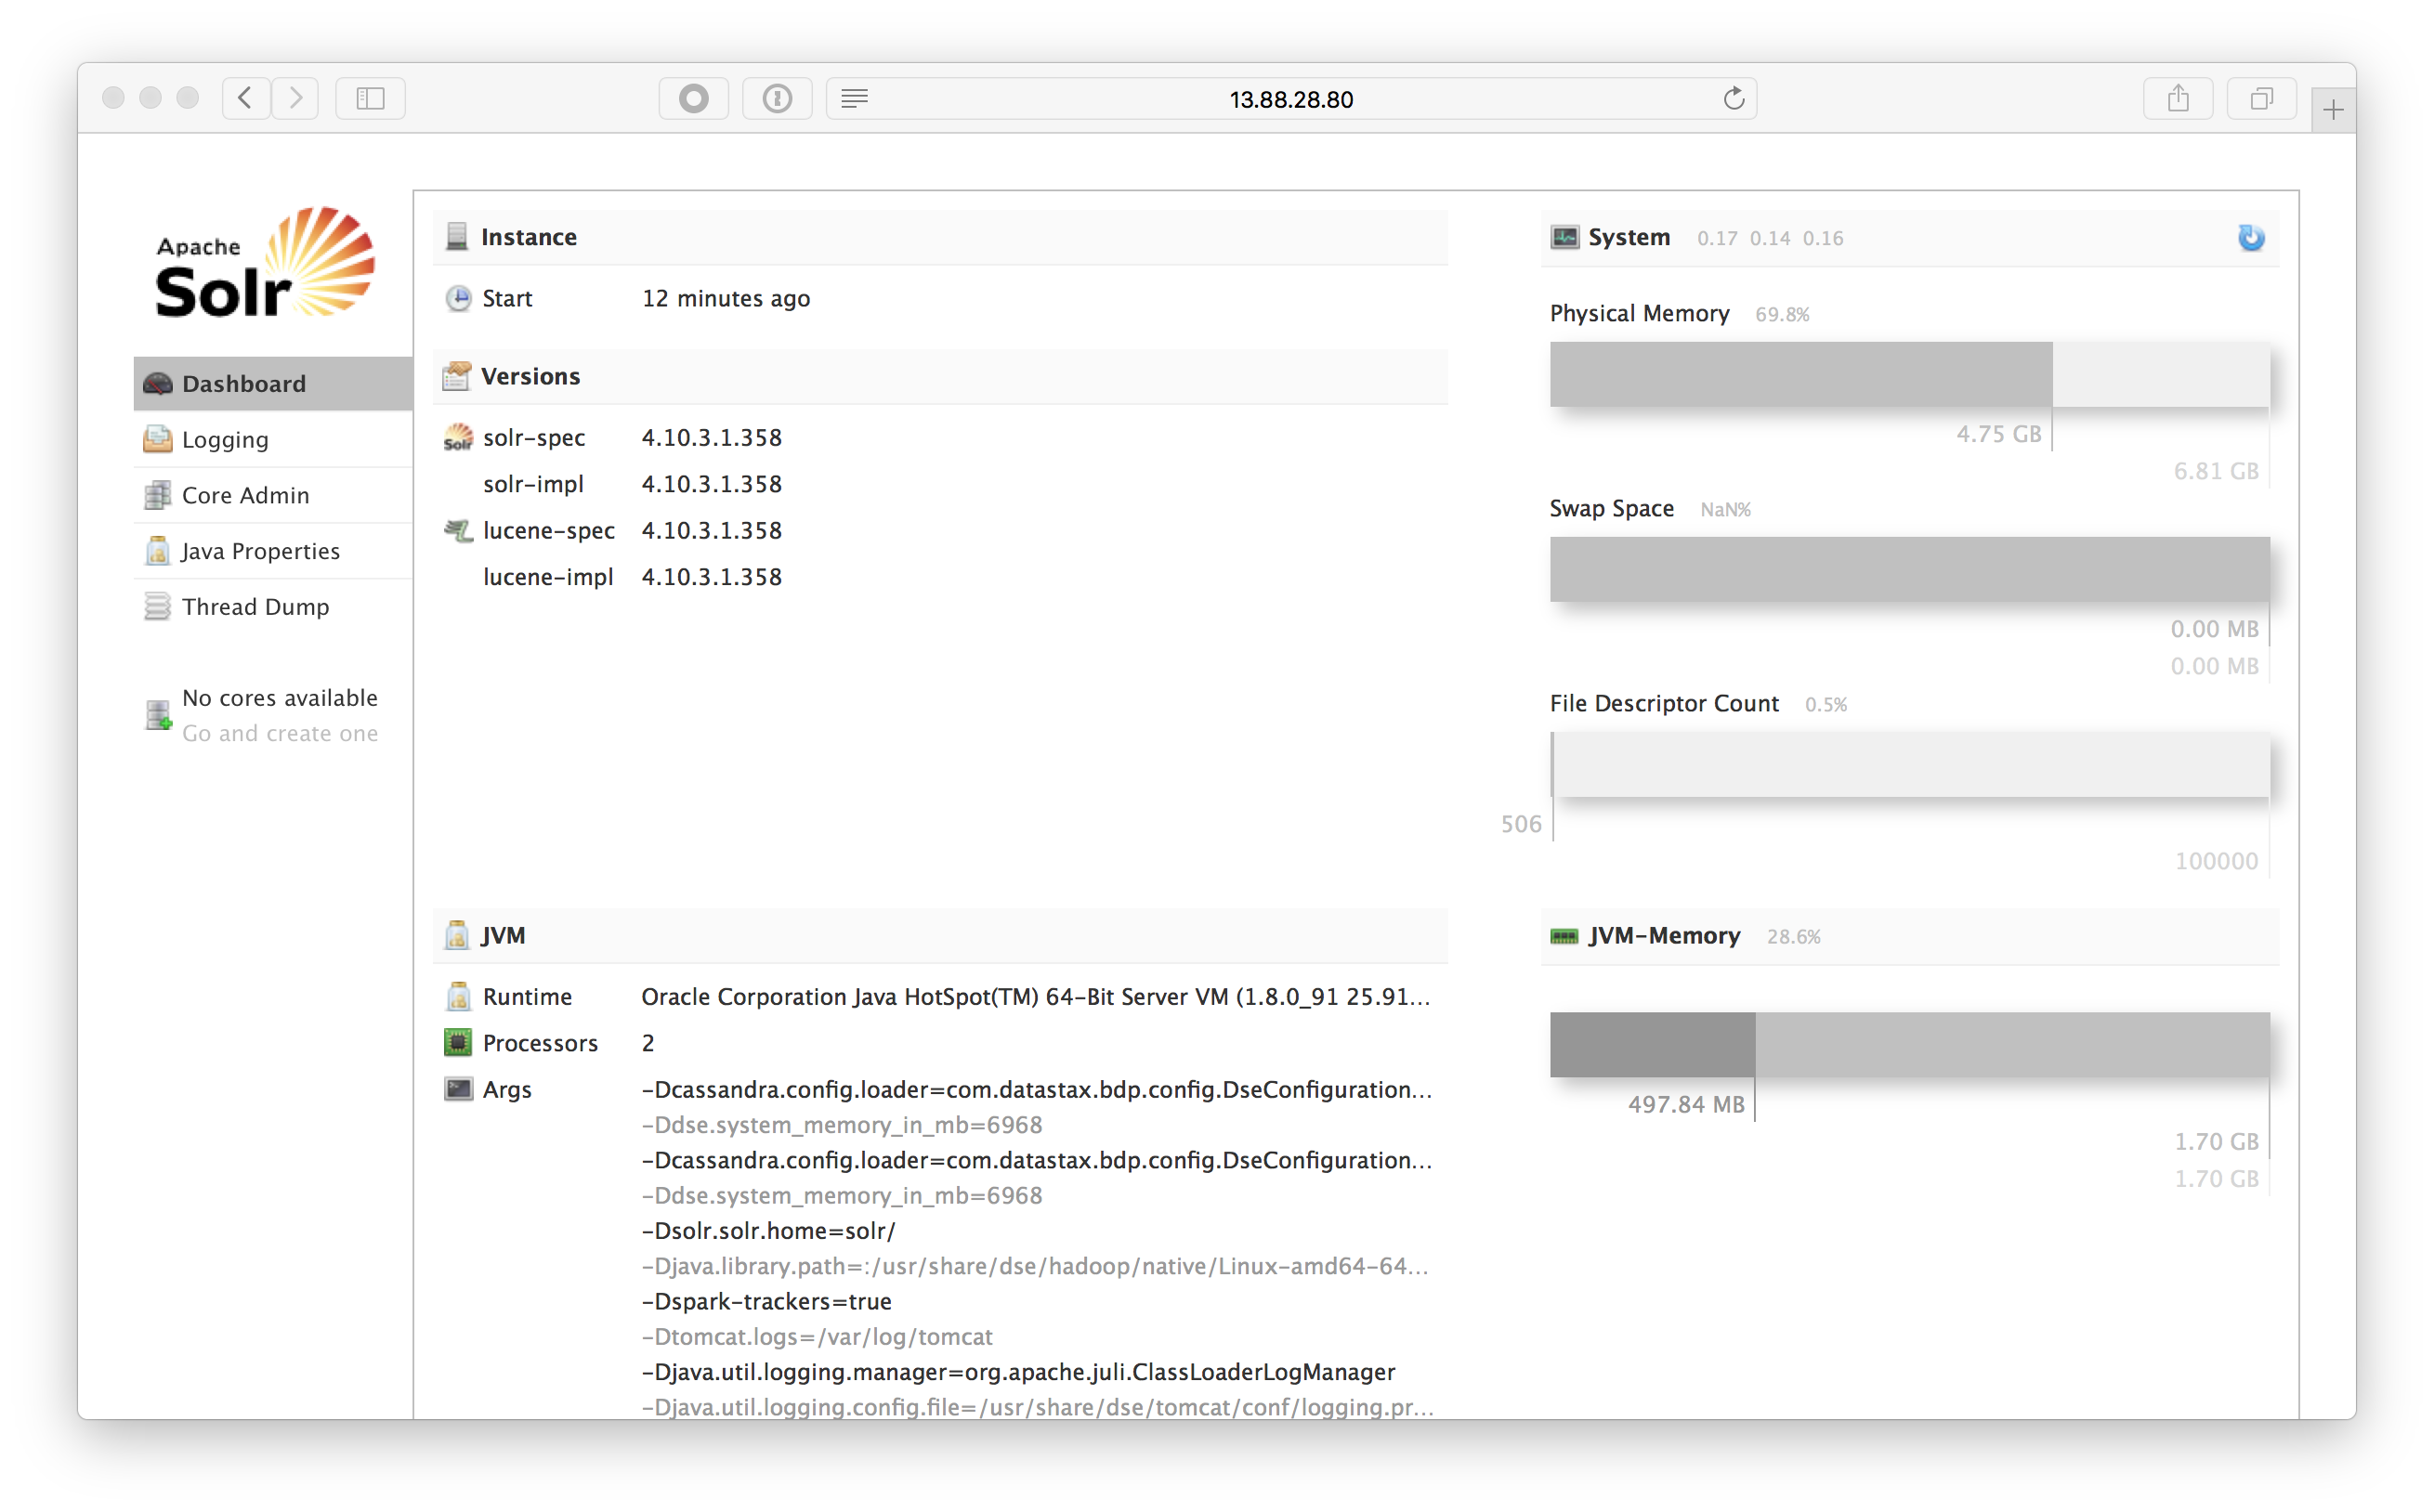 13.88.28.80
Apache
Solr
Dashboard
Logging
Core Admin
Java Properties
Thread Dump
No cores available
Go and create one
Instance
Start 12 minutes ago
Versions
solr-spec 4.10.3.1.358
solr-impl 4.10.3.1.358
lucene-spec 4.10.3.1.358
lucene-impl 4.10.3.1.358
System 0.17 0.14 0.16
Physical Memory 69.8%
4.75 GB
6.81 GB
Swap Space NaN%
0.00 MB
0.00 MB
File Descriptor Count 0.5%
506
100000
JVM
Runtime Oracle Corporation Java HotSpot(TM) 64-Bit Server VM (1.8.0_91 25.91...
Processors 2
Args -Dcassandra.config.loader=com.datastax.bdp.config.DseConfiguration...
-Ddse.system_memory_in_mb=6968
-Dcassandra.config.loader=com.datastax.bdp.config.DseConfiguration...
-Ddse.system_memory_in_mb=6968
-Dsolr.solr.home=solr/
-Djava.library.path=:/usr/share/dse/hadoop/native/Linux-amd64-64...
-Dspark-trackers=true
-Dtomcat.logs=/var/log/tomcat
-Djava.util.logging.manager=org.apache.juli.ClassLoaderLogManager
-Djava.util.logging.config.file=/usr/share/dse/tomcat/conf/logging.pr...
JVM-Memory 28.6%
497.84 MB
1.70 GB
1.70 GB